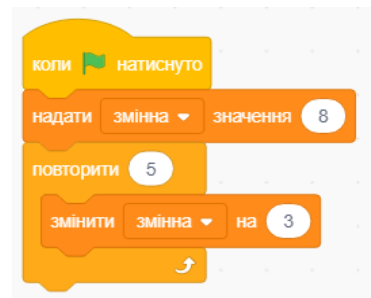 коли натиснуто
надати змінна значення 8
повторити 5
змінити змінна на 3